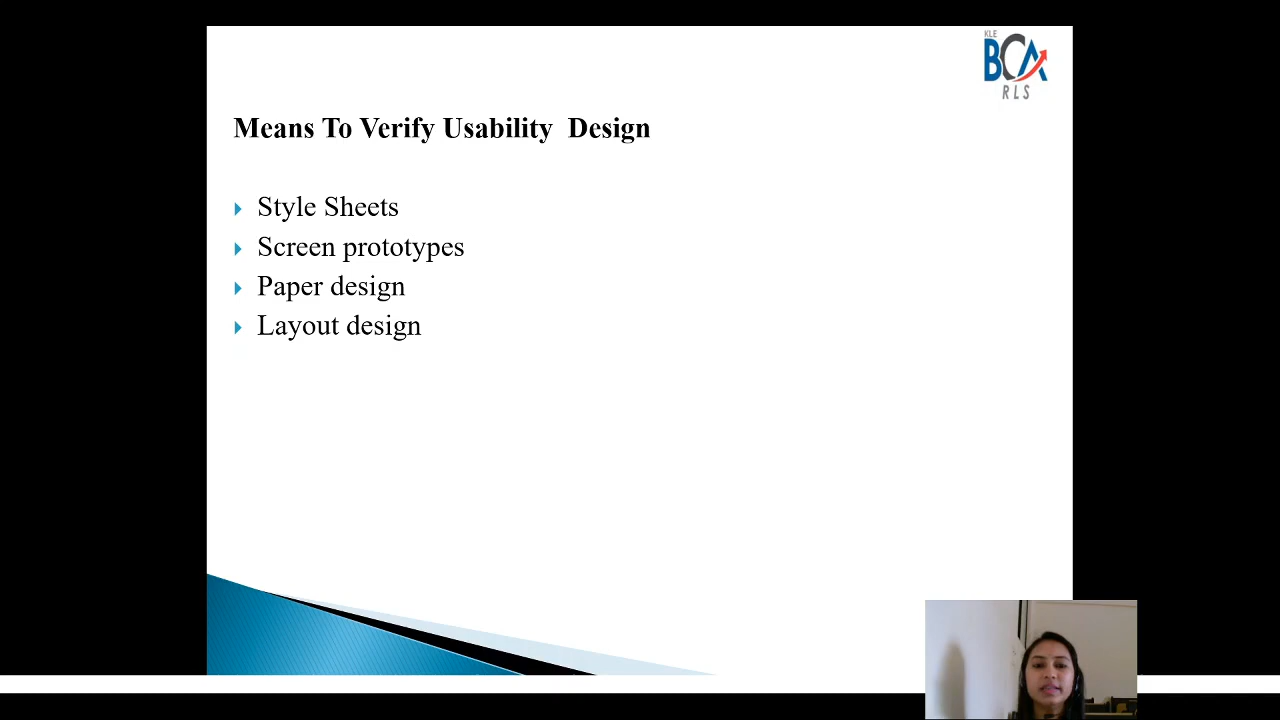 KLE
BCA
RLS
Means To Verify Usability Design
Style Sheets
Screen prototypes
Paper design
Layout design